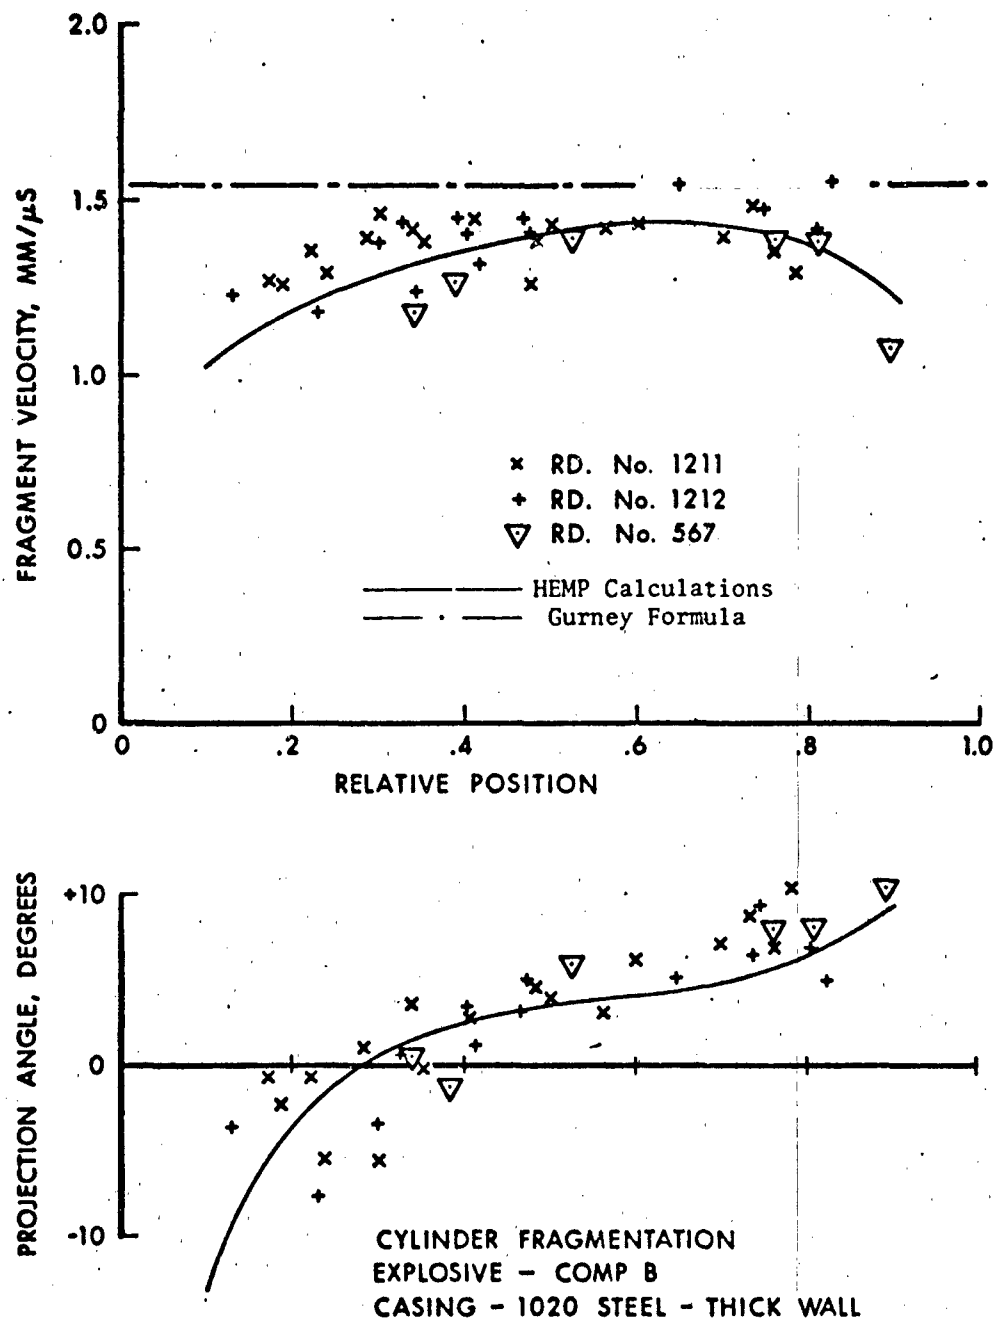 2.0
1.5
1.0
0.5
0
FRAGMENT VELOCITY, MM/µS
× RD. No. 1211
+ RD. No. 1212
RD. No. 567
HEMP Calculations
Gurney Formula
0 .2 .4 .6 .8 1.0
RELATIVE POSITION
+10
0
-10
PROJECTION ANGLE, DEGREES
CYLINDER FRAGMENTATION
EXPLOSIVE – COMP B
CASING – 1020 STEEL – THICK WALL